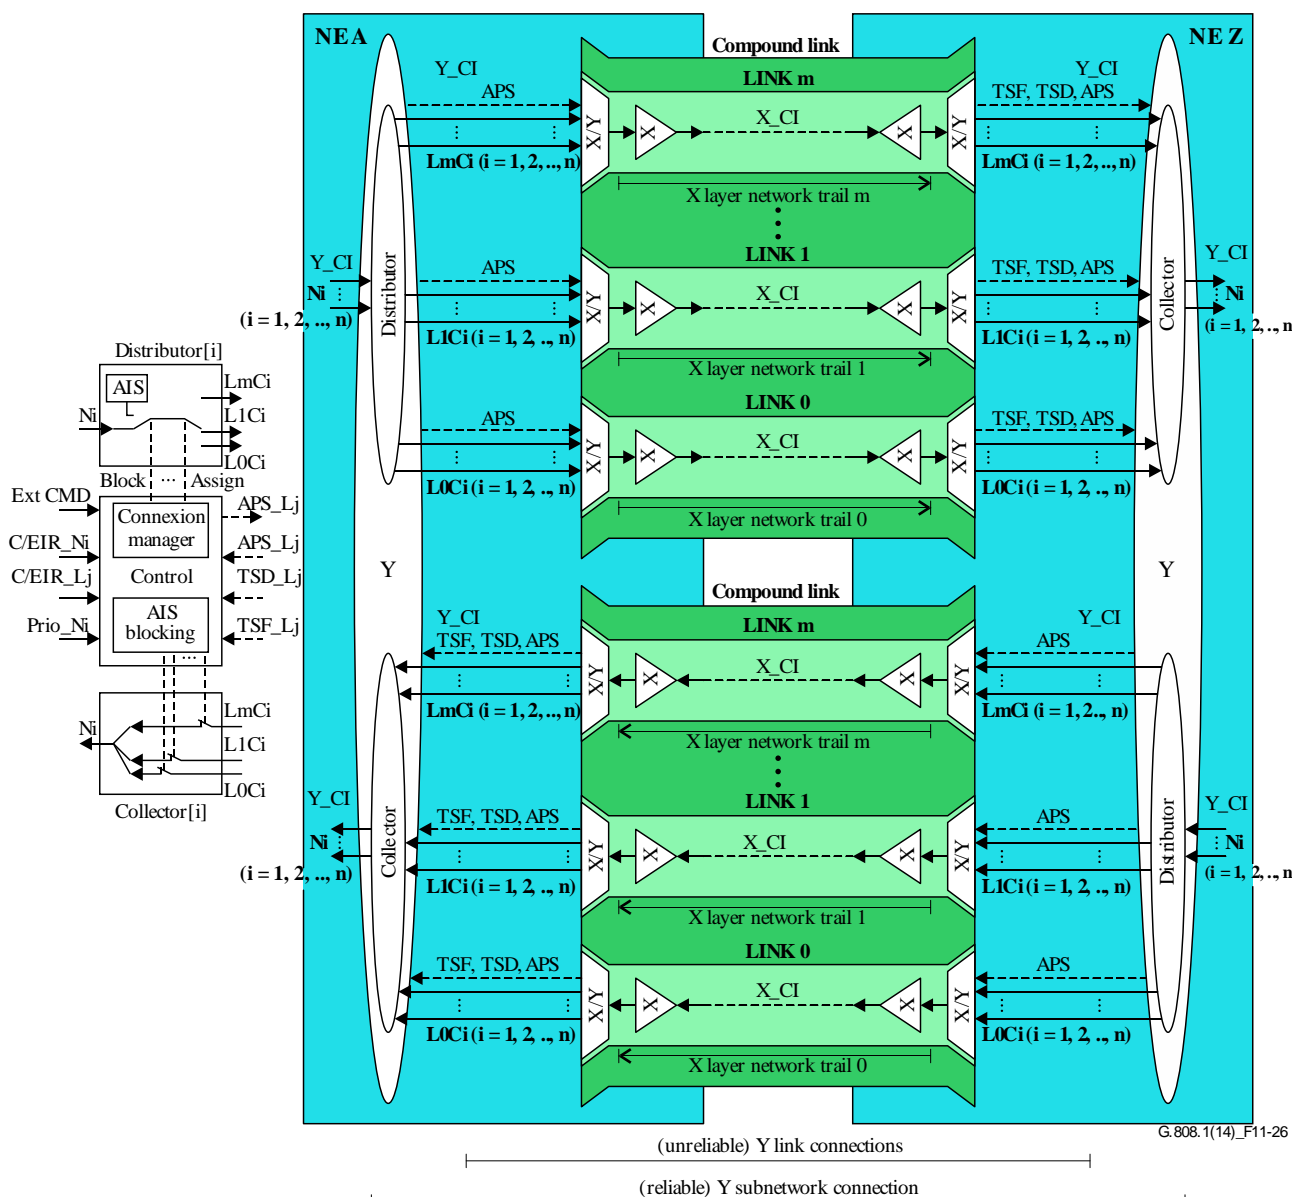 NE A
NE Z
Compound link
LINK m
Y_CI
APS
X/Y
X
X_CI
X
X/Y
Y_CI
TSF, TSD, APS
LmCi (i = 1, 2, .., n)
LmCi (i = 1, 2, .., n)
X layer network trail m
LINK 1
Y_CI
Ni
(i = 1, 2, .., n)
Distributor
APS
X/Y
X
X_CI
X
X/Y
TSF, TSD, APS
Collector
Y_CI
Ni
(i = 1, 2, .., n
L1Ci (i = 1, 2, .., n)
L1Ci (i = 1, 2, .., n)
X layer network trail 1
LINK 0
APS
X/Y
X
X_CI
X
X/Y
TSF, TSD, APS
L0Ci (i = 1, 2, .., n)
L0Ci (i = 1, 2, .., n)
X layer network trail 0
Distributor[i]
AIS
Ni
LmCi
L1Ci
L0Ci
Block ... Assign
Ext CMD
C/EIR_Ni
C/EIR_Lj
Prio_Ni
Connexion
manager
Control
AIS
blocking
APS_Lj
APS_Lj
TSD_Lj
TSF_Lj
Ni
LmCi
L1Ci
L0Ci
Collector[i]
Y
Y
Compound link
LINK m
Y_CI
TSF, TSD, APS
X/Y
X
X_CI
X
X/Y
Y_CI
APS
LmCi (i = 1, 2, .., n)
LmCi (i = 1, 2.., n)
X layer network trail m
LINK 1
Y_CI
Ni
(i = 1, 2, .., n)
Collector
TSF, TSD, APS
X/Y
X
X_CI
X
X/Y
APS
Distributor
Y_CI
Ni
(i = 1, 2, .., n
L1Ci (i = 1, 2, .., n)
L1Ci (i = 1, 2, .., n)
X layer network trail 1
LINK 0
TSF, TSD, APS
X/Y
X
X_CI
X
X/Y
APS
L0Ci (i = 1, 2, .., n)
L0Ci (i = 1, 2, .., n)
X layer network trail 0
G.808.1(14)_F11-26
(unreliable) Y link connections
(reliable) Y subnetwork connection